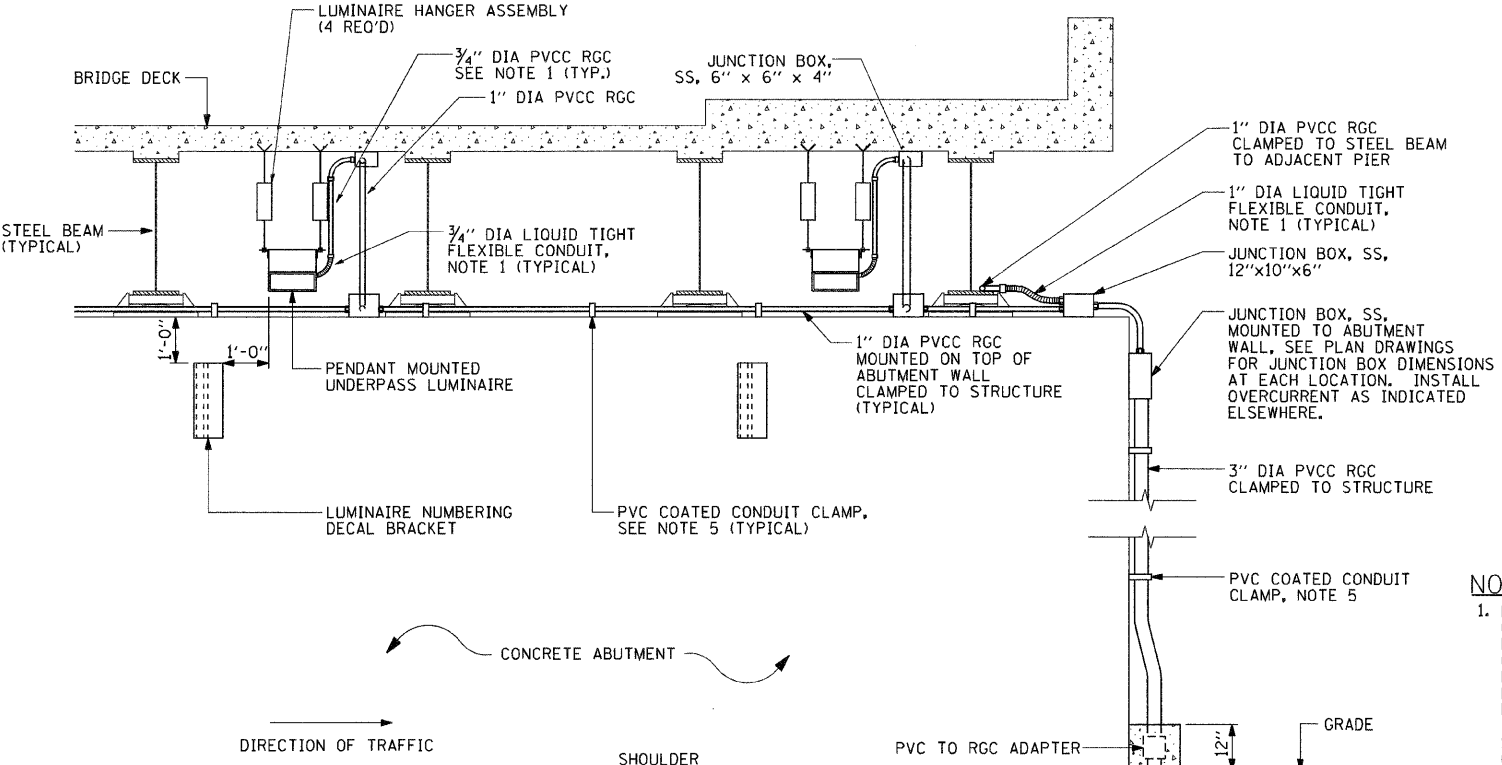 LUMINAIRE HANGER ASSEMBLY
(4 REQ'D)
3/4" DIA PVCC RGC
SEE NOTE 1 (TYP.)
1" DIA PVCC RGC
BRIDGE DECK
JUNCTION BOX,
SS, 6" x 6" x 4"
1" DIA PVCC RGC
CLAMPED TO STEEL BEAM
TO ADJACENT PIER
1" DIA LIQUID TIGHT
FLEXIBLE CONDUIT,
NOTE 1 (TYPICAL)
JUNCTION BOX, SS,
12"x10"x6"
STEEL BEAM
(TYPICAL)
3/4" DIA LIQUID TIGHT
FLEXIBLE CONDUIT,
NOTE 1 (TYPICAL)
JUNCTION BOX, SS,
MOUNTED TO ABUTMENT
WALL, SEE PLAN DRAWINGS
FOR JUNCTION BOX DIMENSIONS
AT EACH LOCATION. INSTALL
OVERCURRENT AS INDICATED
ELSEWHERE.
1'-0"
1'-0"
PENDANT MOUNTED
UNDERPASS LUMINAIRE
1" DIA PVCC RGC
MOUNTED ON TOP OF
ABUTMENT WALL
CLAMPED TO STRUCTURE
(TYPICAL)
3" DIA PVCC RGC
CLAMPED TO STRUCTURE
LUMINAIRE NUMBERING
DECAL BRACKET
PVC COATED CONDUIT CLAMP,
SEE NOTE 5 (TYPICAL)
PVC COATED CONDUIT
CLAMP, NOTE 5
NO
1.
CONCRETE ABUTMENT
DIRECTION OF TRAFFIC
SHOULDER
PVC TO RGC ADAPTER
12"
GRADE